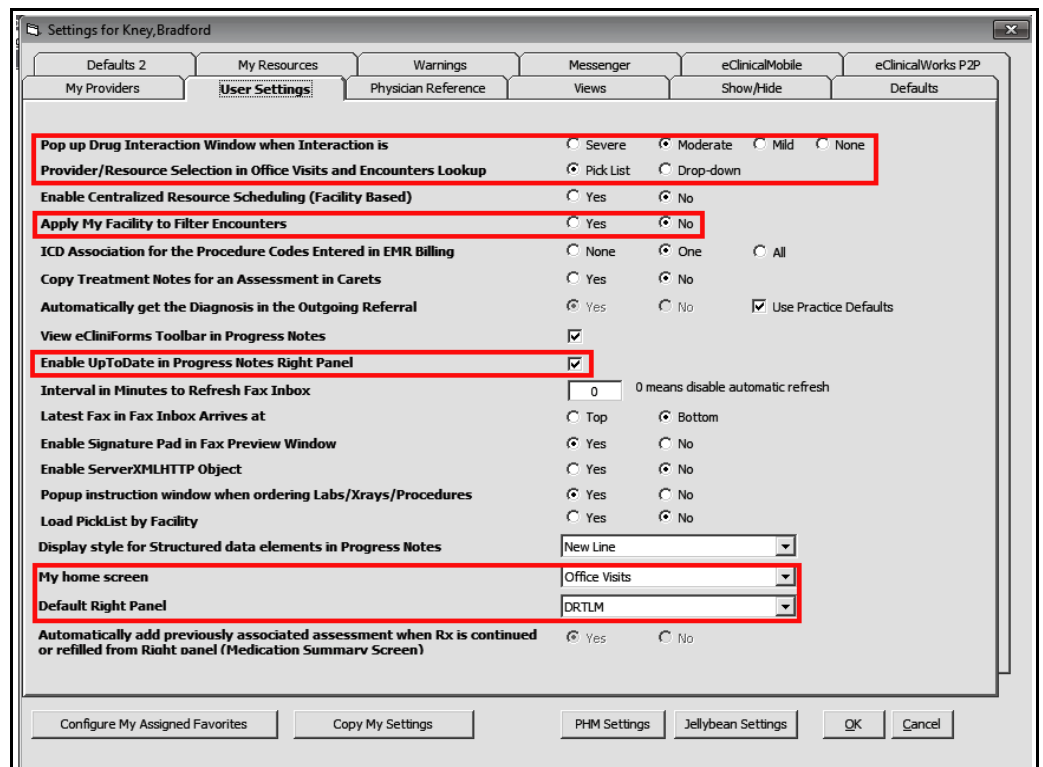 Settings for Kney,Bradford
Defaults 2 My Resources Warnings Messenger eClinicalMobile eClinicalWorks P2P
My Providers User Settings Physician Reference Views Show/Hide Defaults
Pop up Drug Interaction Window when Interaction is Severe Moderate Mild None
Provider/Resource Selection in Office Visits and Encounters Lookup Pick List Drop-down
Enable Centralized Resource Scheduling (Facility Based) Yes No
Apply My Facility to Filter Encounters Yes No
ICD Association for the Procedure Codes Entered in EMR Billing None One All
Copy Treatment Notes for an Assessment in Carets Yes No
Automatically get the Diagnosis in the Outgoing Referral Yes No Use Practice Defaults
View eCliniForms Toolbar in Progress Notes
Enable UpToDate in Progress Notes Right Panel
Interval in Minutes to Refresh Fax Inbox 0 0 means disable automatic refresh
Latest Fax in Fax Inbox Arrives at Top Bottom
Enable Signature Pad in Fax Preview Window Yes No
Enable ServerXMLHTTP Object Yes No
Popup instruction window when ordering Labs/Xrays/Procedures Yes No
Load PickList by Facility Yes No
Display style for Structured data elements in Progress Notes New Line
My home screen Office Visits
Default Right Panel DRTLM
Automatically add previously associated assessment when Rx is continued Yes No
or refilled from Right panel (Medication Summary Screen)
Configure My Assigned Favorites Copy My Settings PHM Settings Jellybean Settings OK Cancel